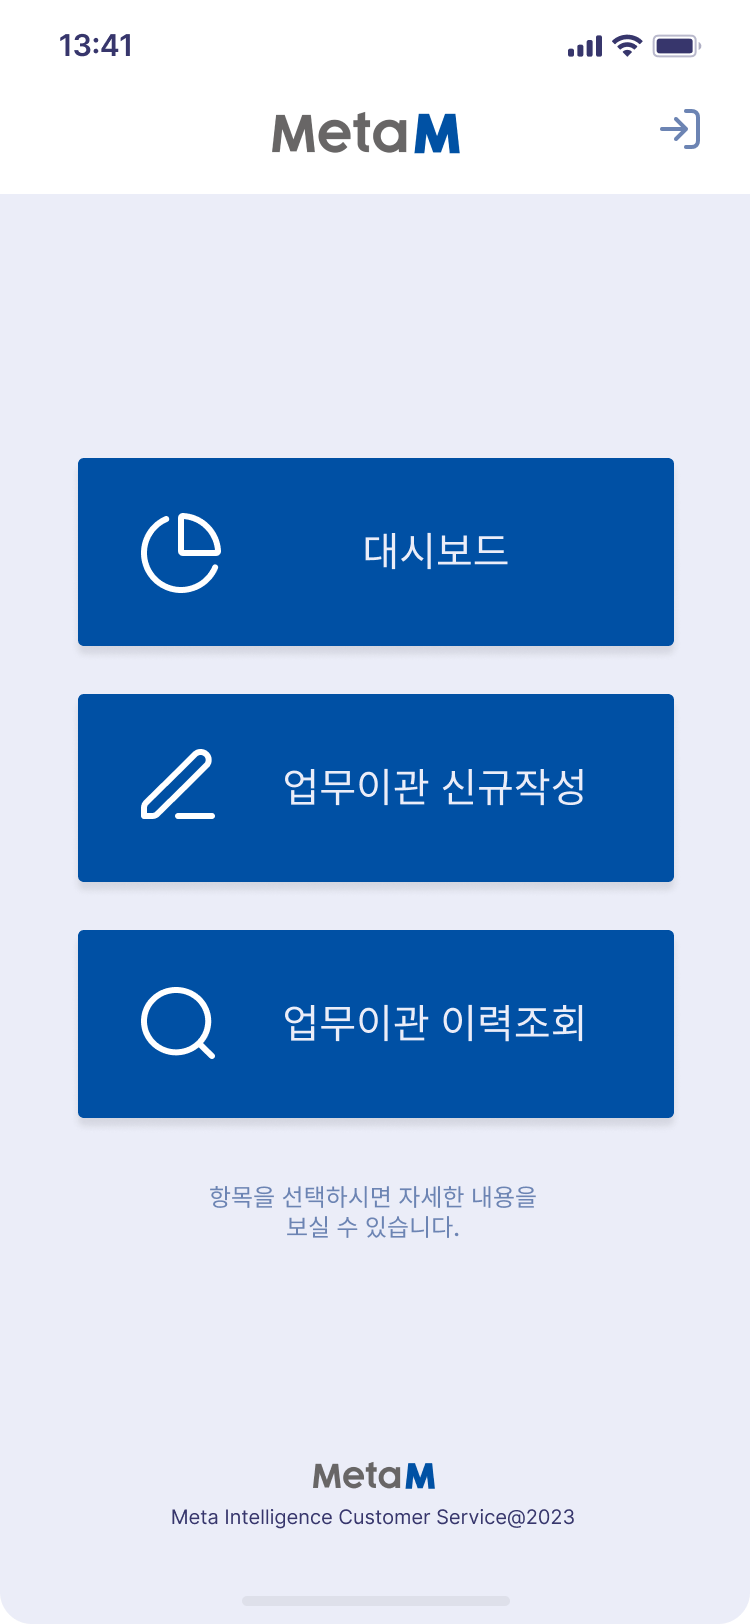 13:41
MetaM
대시보드
업무이관 신규작성
업무이관 이력조회
항목을 선택하시면 자세한 내용을
보실 수 있습니다.
MetaM
Meta Intelligence Customer Service@2023